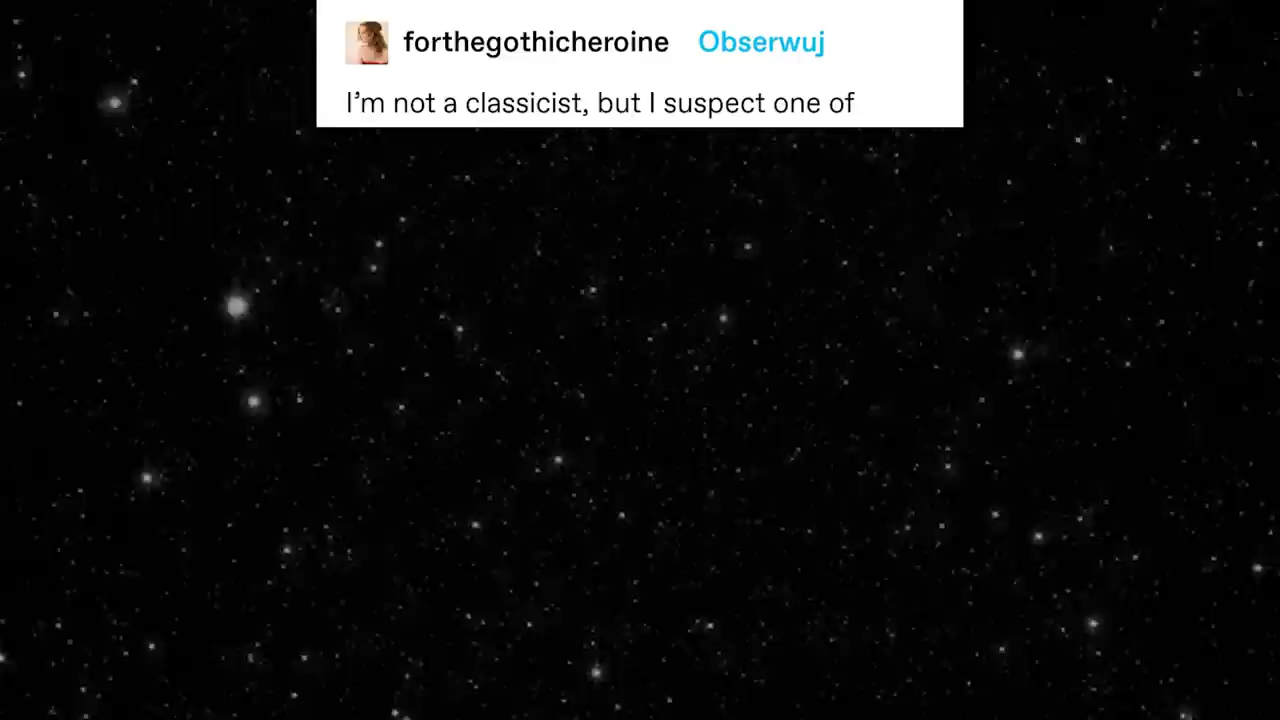 forthegothicheroine Obserwuj
I’m not a classicist, but I suspect one of